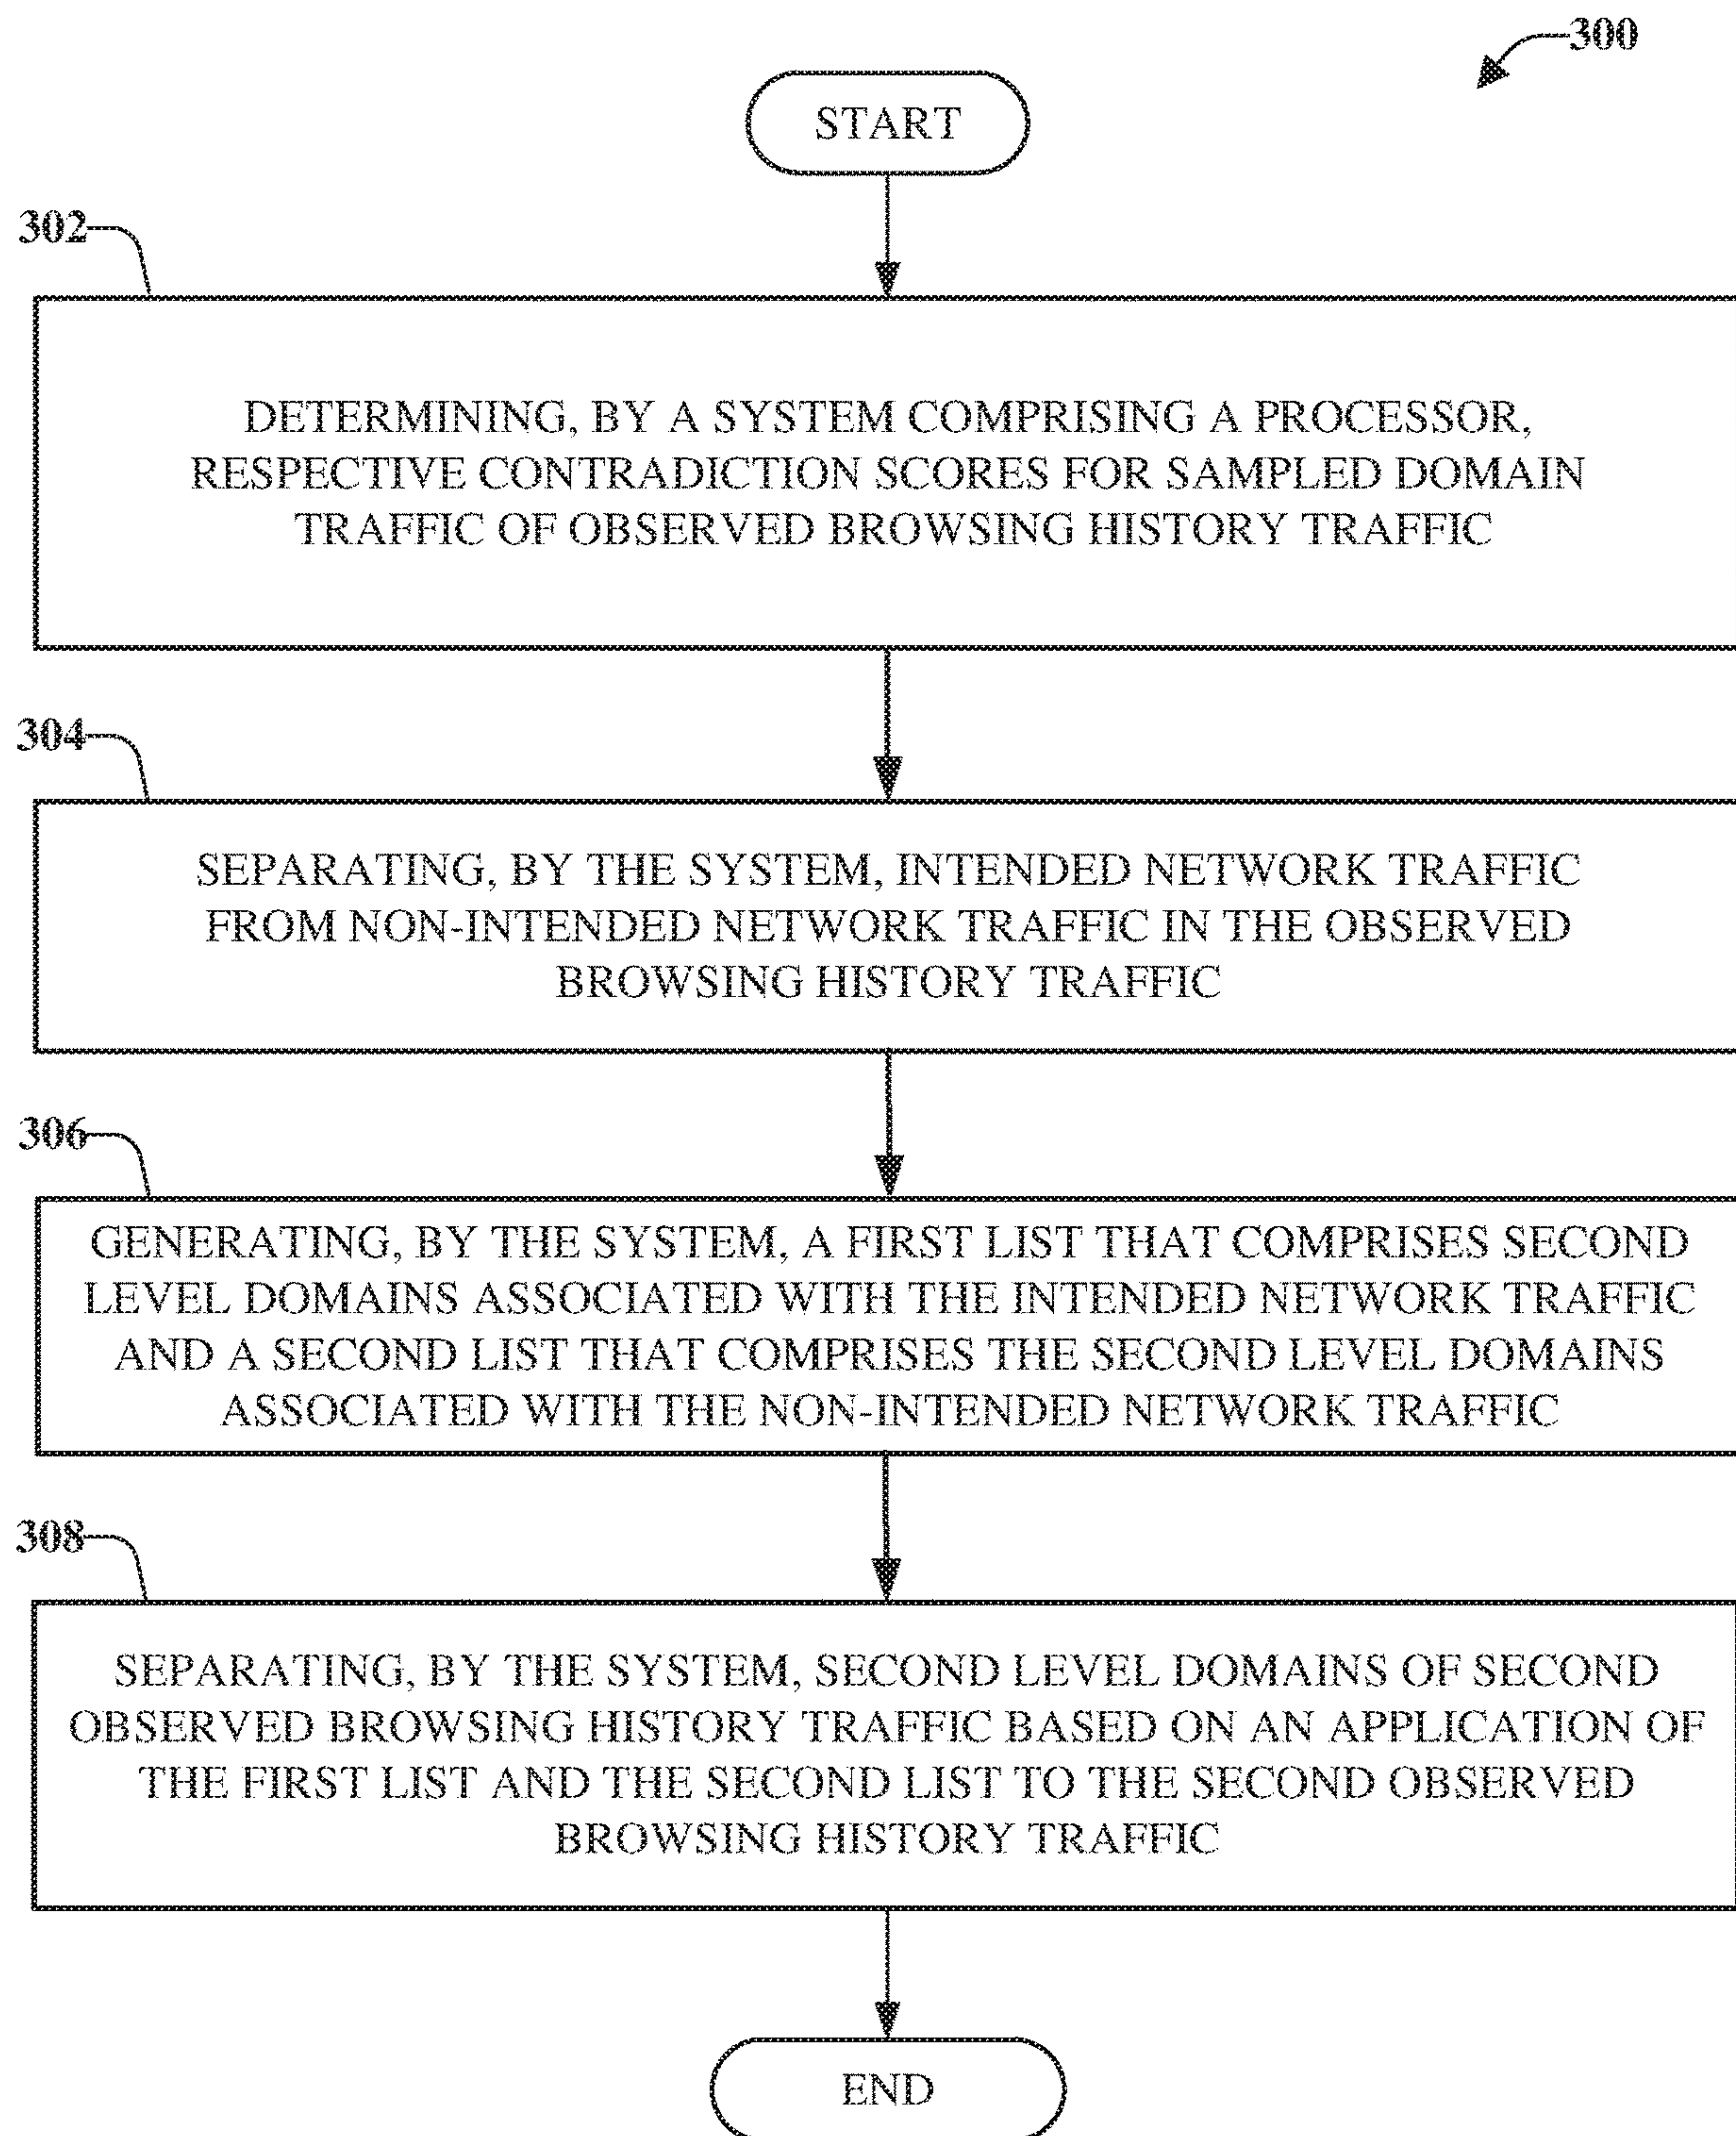 300
START
302
DETERMINING, BY A SYSTEM COMPRISING A PROCESSOR,
RESPECTIVE CONTRADICTION SCORES FOR SAMPLED DOMAIN
TRAFFIC OF OBSERVED BROWSING HISTORY TRAFFIC
304
SEPARATING, BY THE SYSTEM, INTENDED NETWORK TRAFFIC
FROM NON-INTENDED NETWORK TRAFFIC IN THE OBSERVED
BROWSING HISTORY TRAFFIC
306
GENERATING, BY THE SYSTEM, A FIRST LIST THAT COMPRISES SECOND
LEVEL DOMAINS ASSOCIATED WITH THE INTENDED NETWORK TRAFFIC
AND A SECOND LIST THAT COMPRISES THE SECOND LEVEL DOMAINS
ASSOCIATED WITH THE NON-INTENDED NETWORK TRAFFIC
308
SEPARATING, BY THE SYSTEM, SECOND LEVEL DOMAINS OF SECOND
OBSERVED BROWSING HISTORY TRAFFIC BASED ON AN APPLICATION OF
THE FIRST LIST AND THE SECOND LIST TO THE SECOND OBSERVED
BROWSING HISTORY TRAFFIC
END